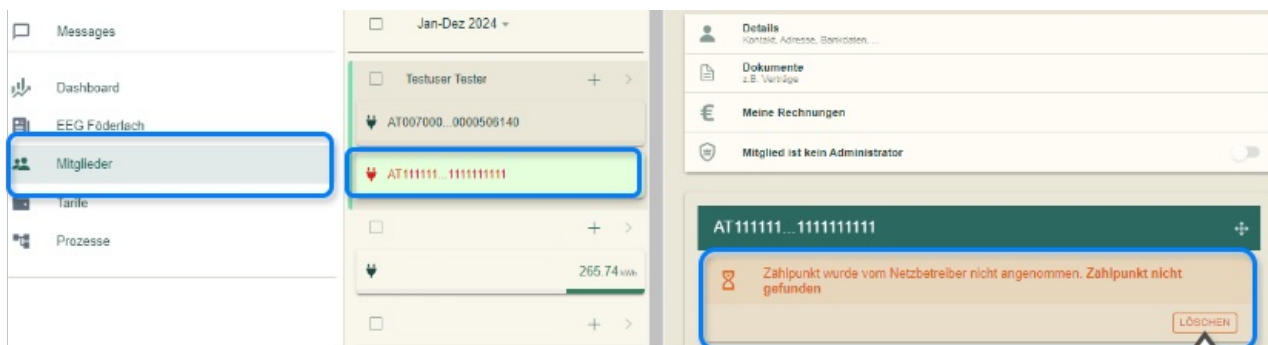 Messages
Dashboard
EEG Föderlach
Mitglieder
Tarife
Prozesse
Jan-Dez 2024
Testuser Tester
AT007000...0000506140
AT111111...1111111111
265.74 kWh
Details
Kontakt, Adresse, Bankdaten, ...
Dokumente
z.B. Verträge
Meine Rechnungen
Mitglied ist kein Administrator
AT111111...1111111111
Zählpunkt wurde vom Netzbetreiber nicht angenommen. Zählpunkt nicht
gefunden
LÖSCHEN